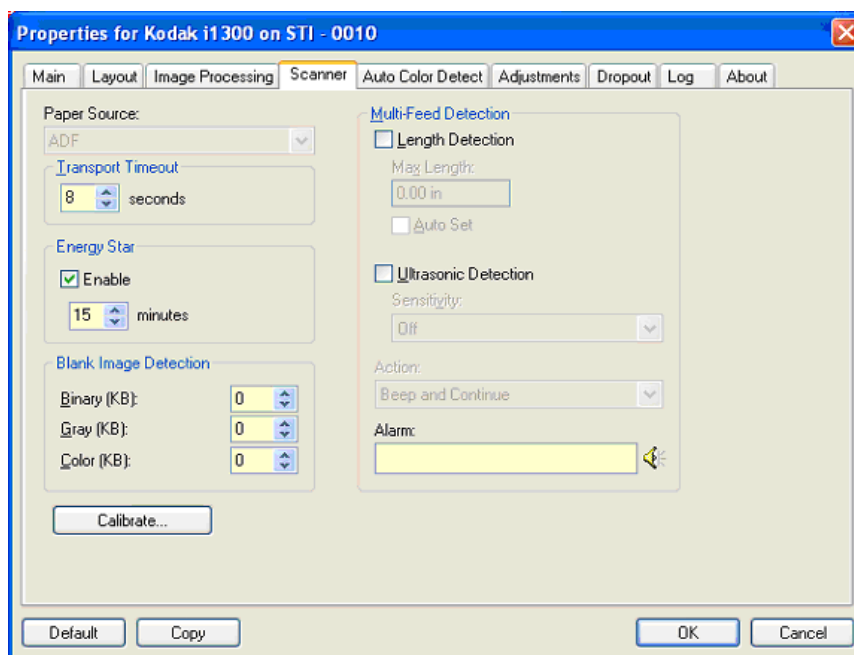 Properties for Kodak i1300 on STI - 0010
Main Layout Image Processing Scanner Auto Color Detect Adjustments Dropout Log About
Paper Source:
ADF
Transport Timeout
8 seconds
Energy Star
Enable
15 minutes
Blank Image Detection
Binary (KB): 0
Gray (KB): 0
Color (KB): 0
Calibrate...
Multi-Feed Detection
Length Detection
Max Length:
0.00 in
Auto Set
Ultrasonic Detection
Sensitivity:
Off
Action:
Beep and Continue
Alarm:
Default Copy OK Cancel